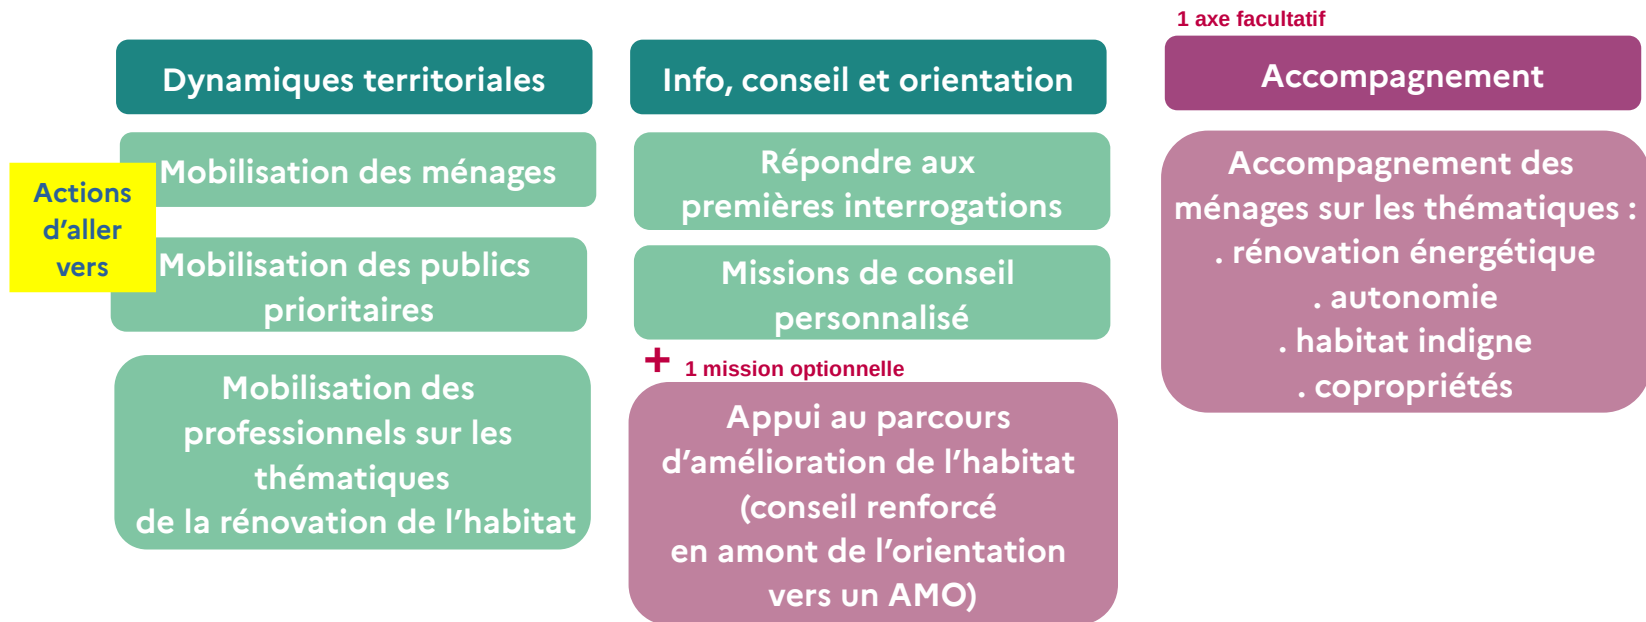 Dynamiques territoriales
Actions
d’aller
vers
Mobilisation des ménages
Mobilisation des publics
prioritaires
Mobilisation des
professionnels sur les
thématiques
de la rénovation de l’habitat
Info, conseil et orientation
Répondre aux
premières interrogations
Missions de conseil
personnalisé
+ 1 mission optionnelle
Appui au parcours
d’amélioration de l’habitat
(conseil renforcé
en amont de l’orientation
vers un AMO)
1 axe facultatif
Accompagnement
Accompagnement des
ménages sur les thématiques :
. rénovation énergétique
. autonomie
. habitat indigne
. copropriétés